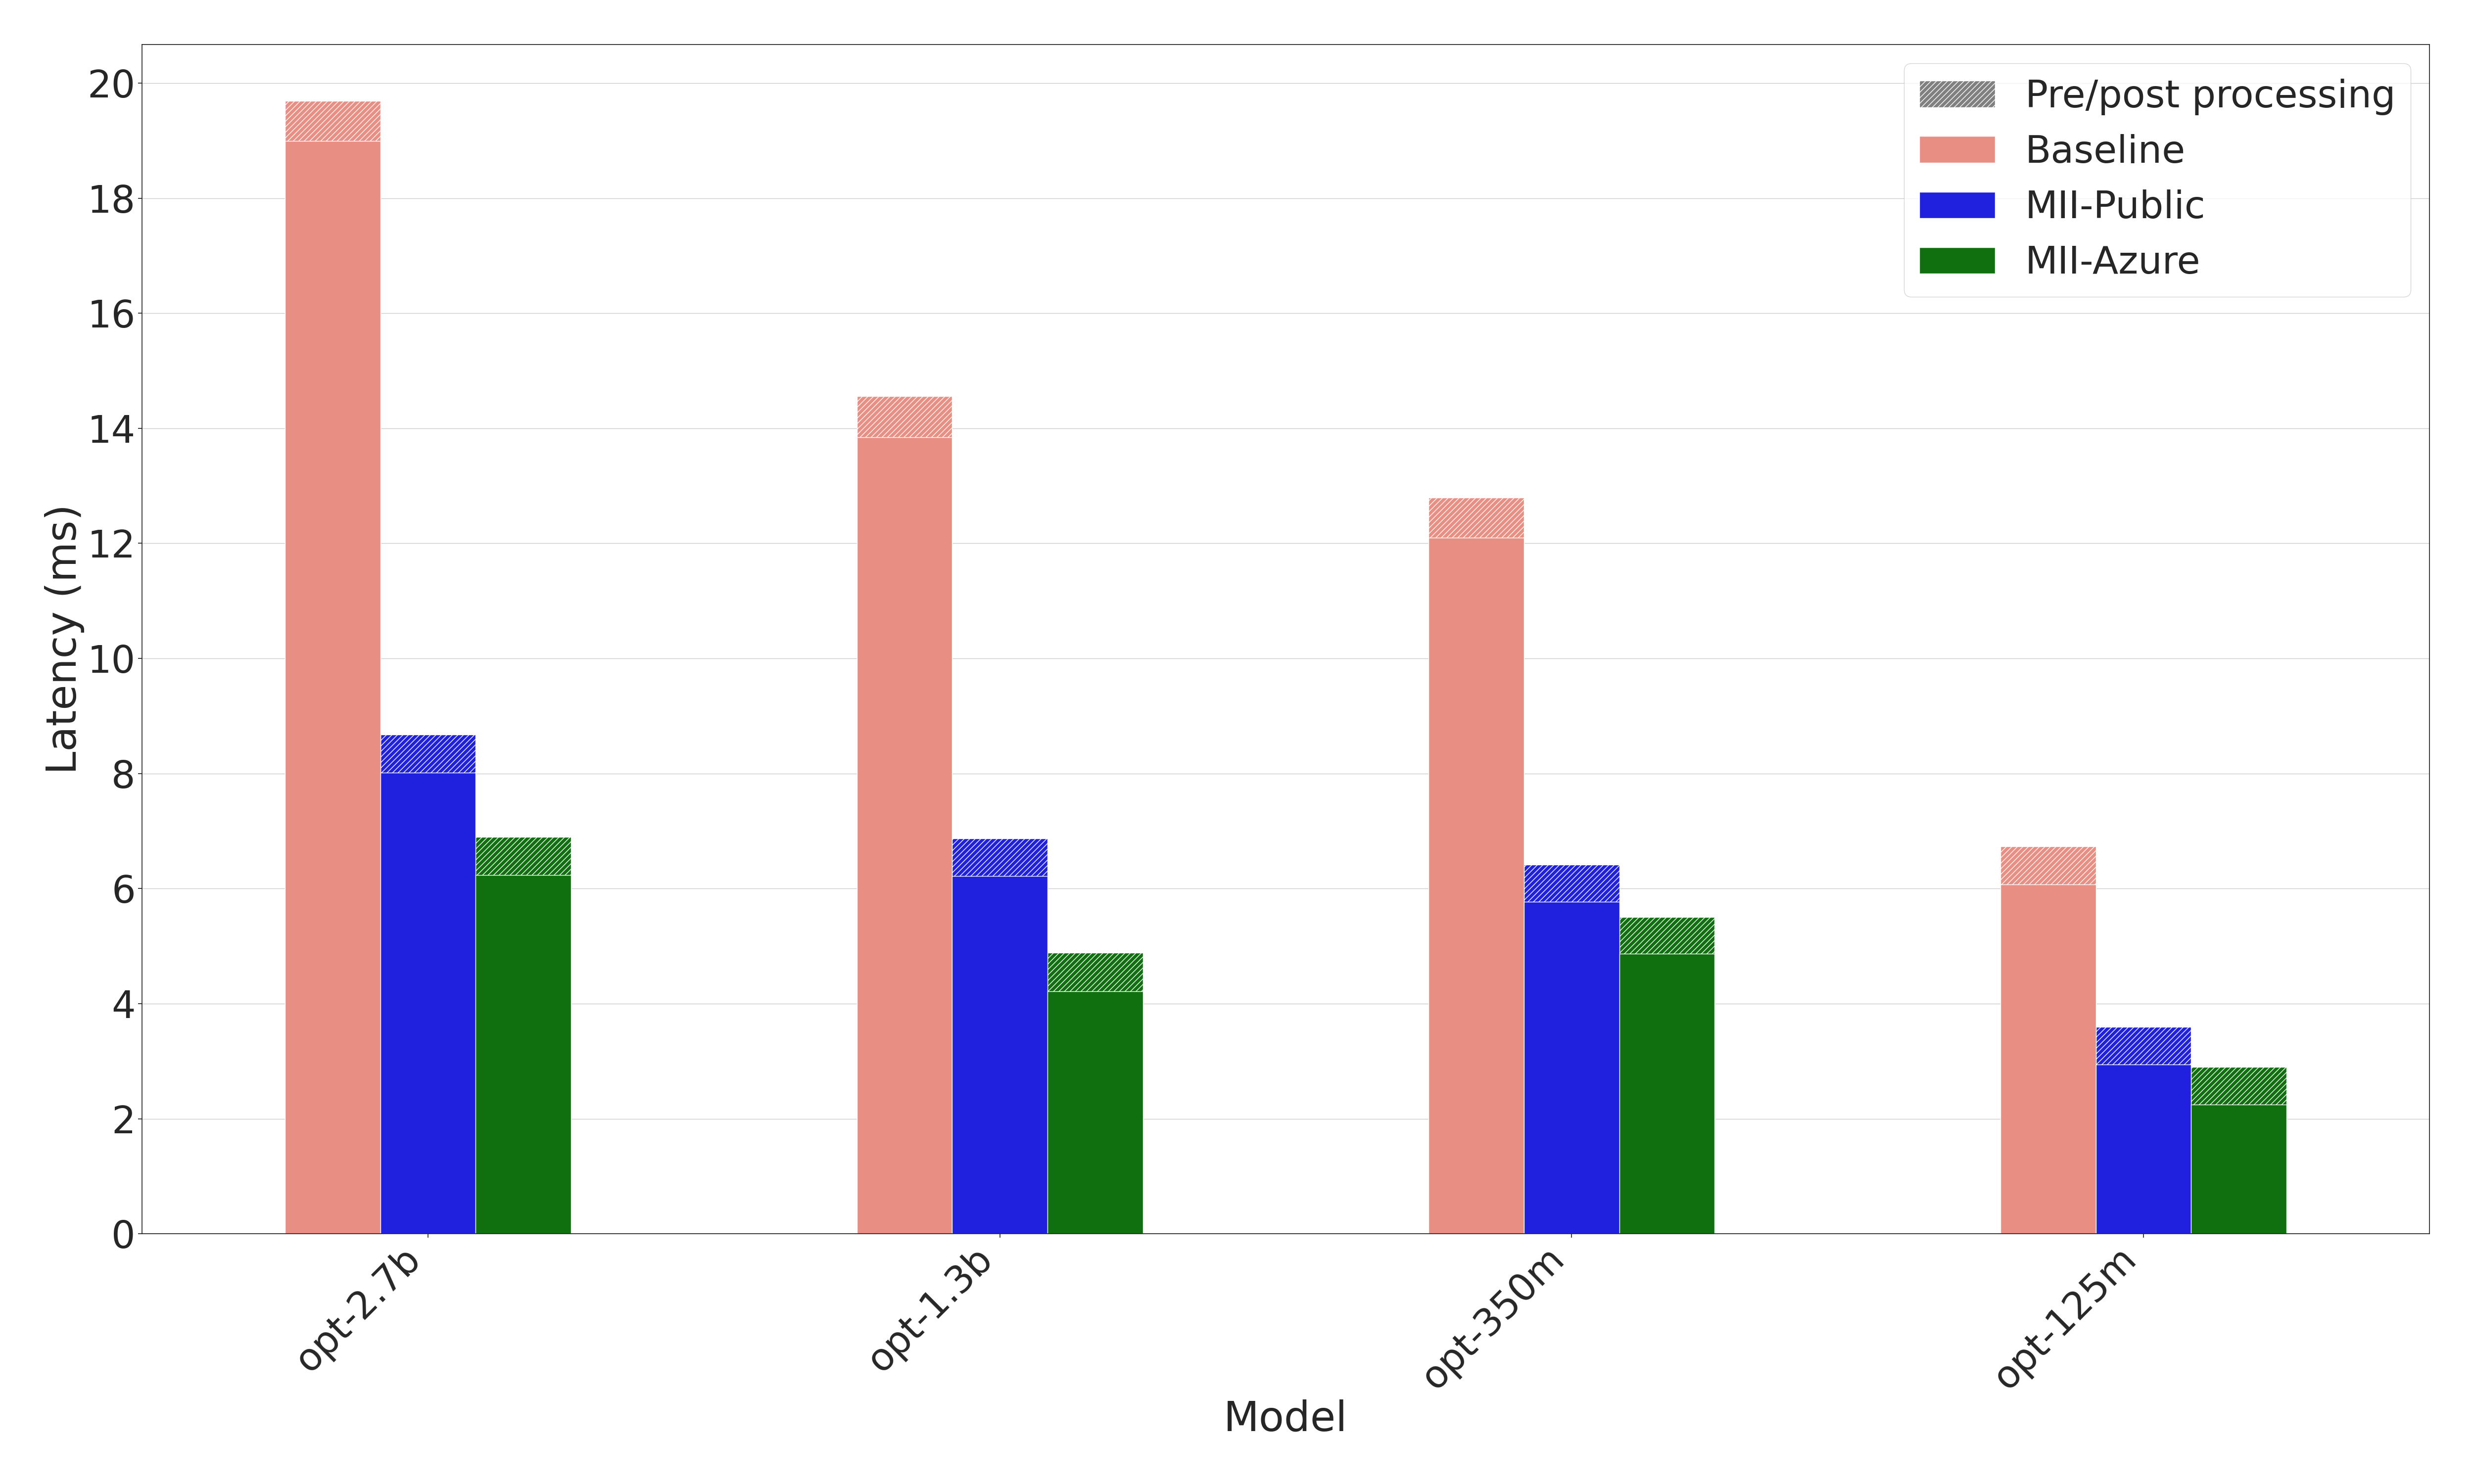 Pre/post processing
Baseline
MII-Public
MII-Azure
Latency (ms)
20
18
16
14
12
10
8
6
4
2
0
opt-2.7b
opt-1.3b
opt-350m
opt-125m
Model